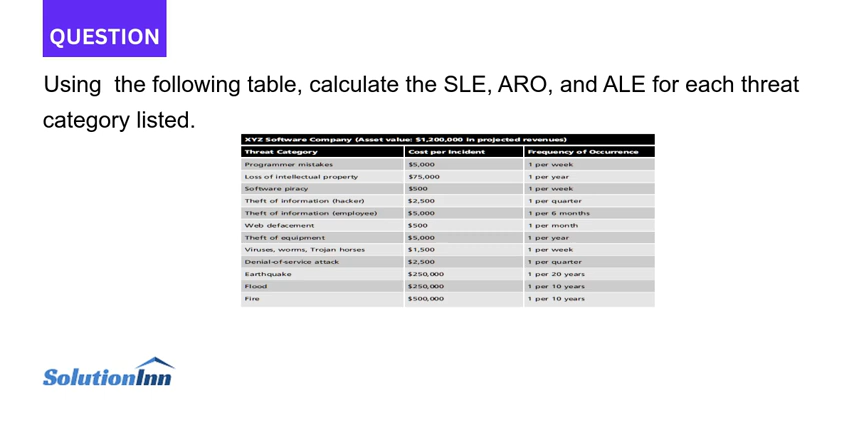 QUESTION
Using the following table, calculate the SLE, ARO, and ALE for each threat
category listed.
XYZ Software Company (Asset value: $1,200,000 in projected revenues)
Threat Category Cost per Incident Frequency of Occurrence
Programmer mistakes $5,000 1 per week
Loss of intellectual property $75,000 1 per year
Software piracy $500 1 per week
Theft of information (hacker) $2,500 1 per quarter
Theft of information (employee) $5,000 1 per 6 months
Web defacement $500 1 per month
Theft of equipment $5,000 1 per year
Viruses, worms, Trojan horses $1,500 1 per week
Denial-of-service attack $2,500 1 per quarter
Earthquake $250,000 1 per 20 years
Flood $250,000 1 per 10 years
Fire $500,000 1 per 10 years
SolutionInn